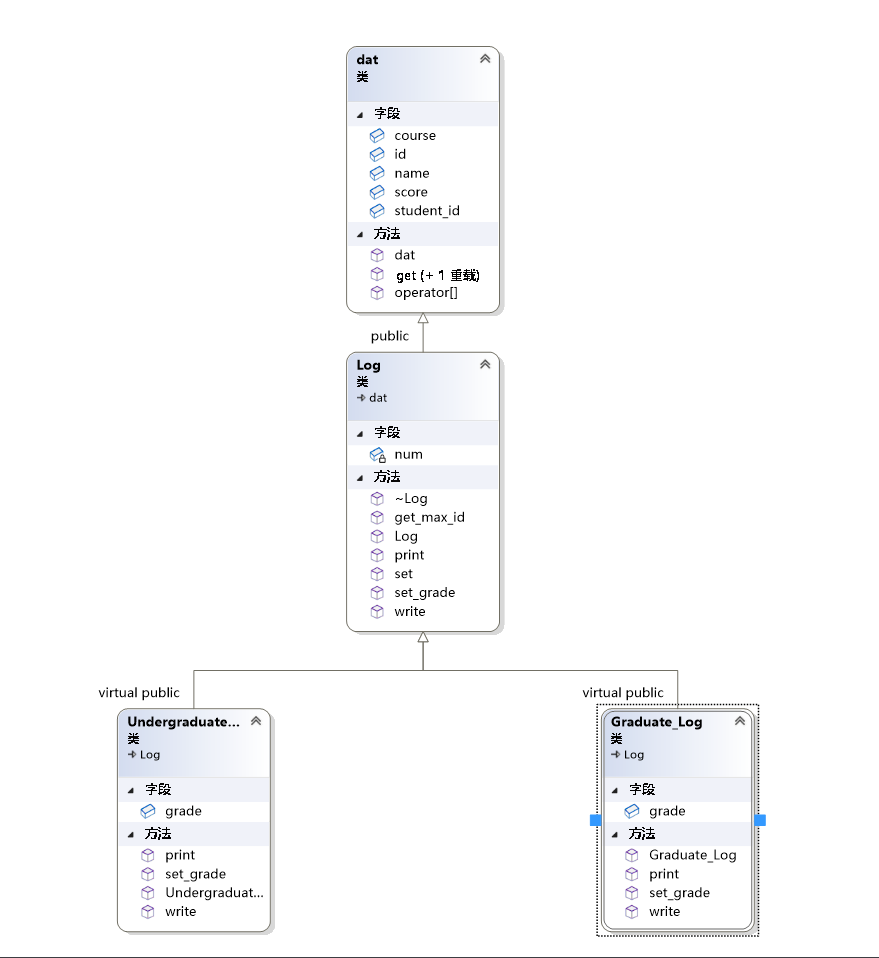 dat
类
字段
course
id
name
score
student_id
方法
dat
get (+ 1 重载)
operator[]
public
Log
类
dat
字段
num
方法
~Log
get_max_id
Log
print
set
set_grade
write
virtual public
Undergraduate...
类
Log
字段
grade
方法
print
set_grade
Undergraduat...
write
virtual public
Graduate_Log
类
Log
字段
grade
方法
Graduate_Log
print
set_grade
write